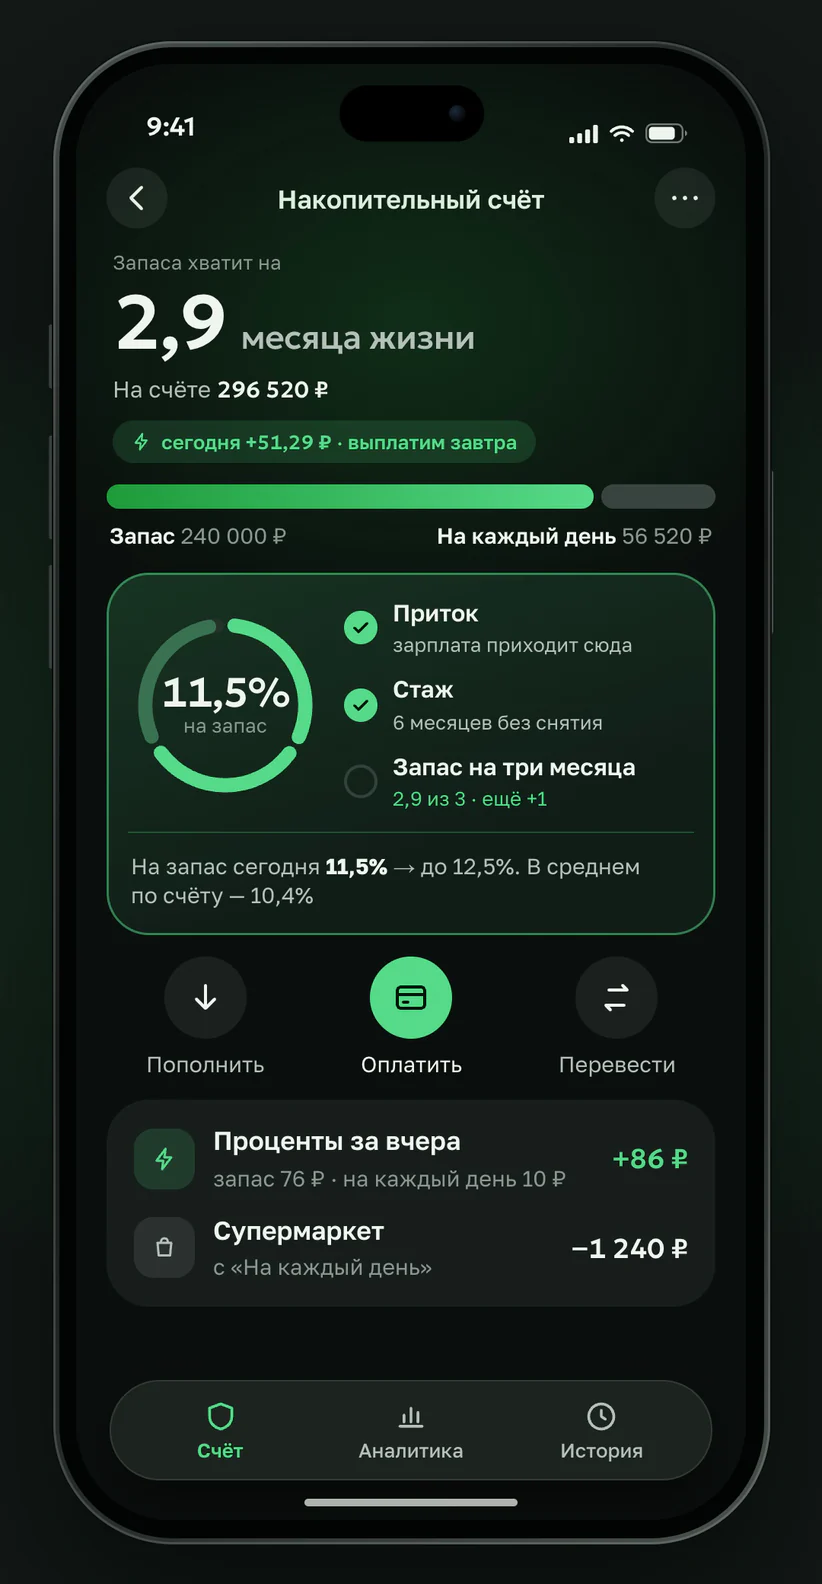 9:41
Накопительный счёт
Запаса хватит на
2,9 месяца жизни
На счёте 296 520 ₽
сегодня +51,29 ₽ · выплатим завтра
Запас 240 000 ₽
На каждый день 56 520 ₽
11,5%
на запас
Приток
зарплата приходит сюда
Стаж
6 месяцев без снятия
Запас на три месяца
2,9 из 3 · ещё +1
На запас сегодня 11,5% → до 12,5%. В среднем
по счёту — 10,4%
Пополнить
Оплатить
Перевести
Проценты за вчера
запас 76 ₽ · на каждый день 10 ₽
+86 ₽
Супермаркет
с «На каждый день»
−1 240 ₽
Счёт
Аналитика
История